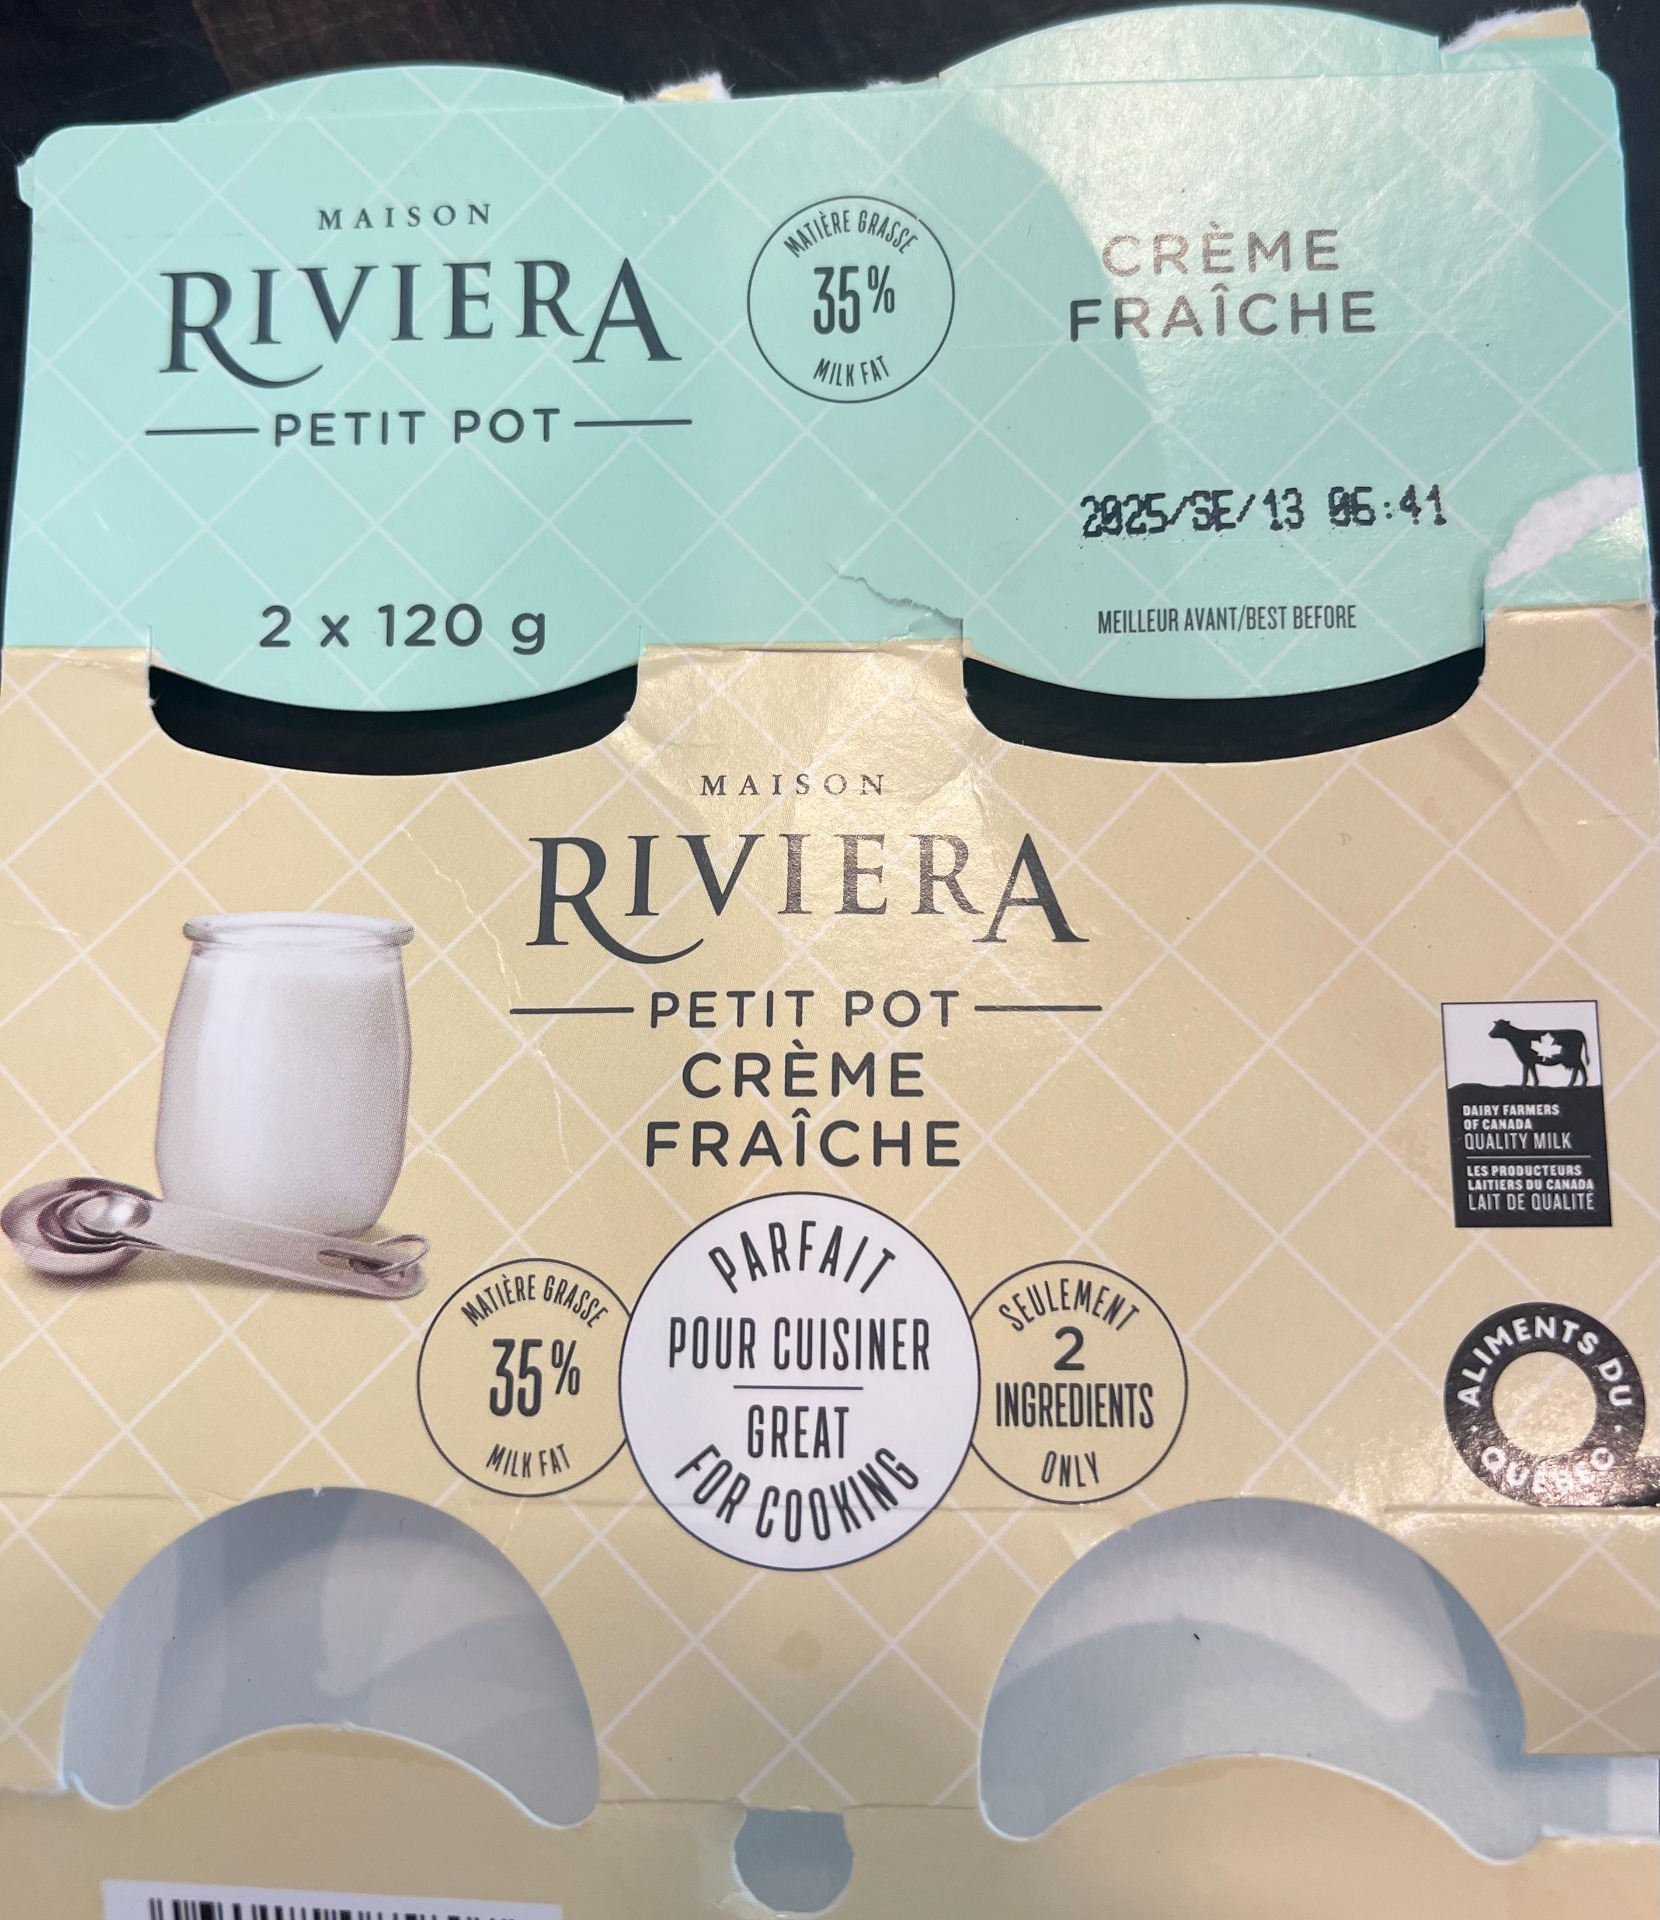 MAISON
RIVIERA
PETIT POT
2 x 120 g
MATIÈRE GRASSE
35%
MILK FAT
CRÈME
FRAÎCHE
2025/SE/13 06:41
MEILLEUR AVANT/BEST BEFORE
MAISON
RIVIERA
PETIT POT
CRÈME
FRAÎCHE
MATIÈRE GRASSE
35%
MILK FAT
PARFAIT
POUR CUISINER
GREAT
FOR COOKING
SEULEMENT
2
INGREDIENTS
ONLY
DAIRY FARMERS
OF CANADA
QUALITY MILK
LES PRODUCTEURS
LAITIERS DU CANADA
LAIT DE QUALITÉ
ALIMENTS DU
QUÉBEC